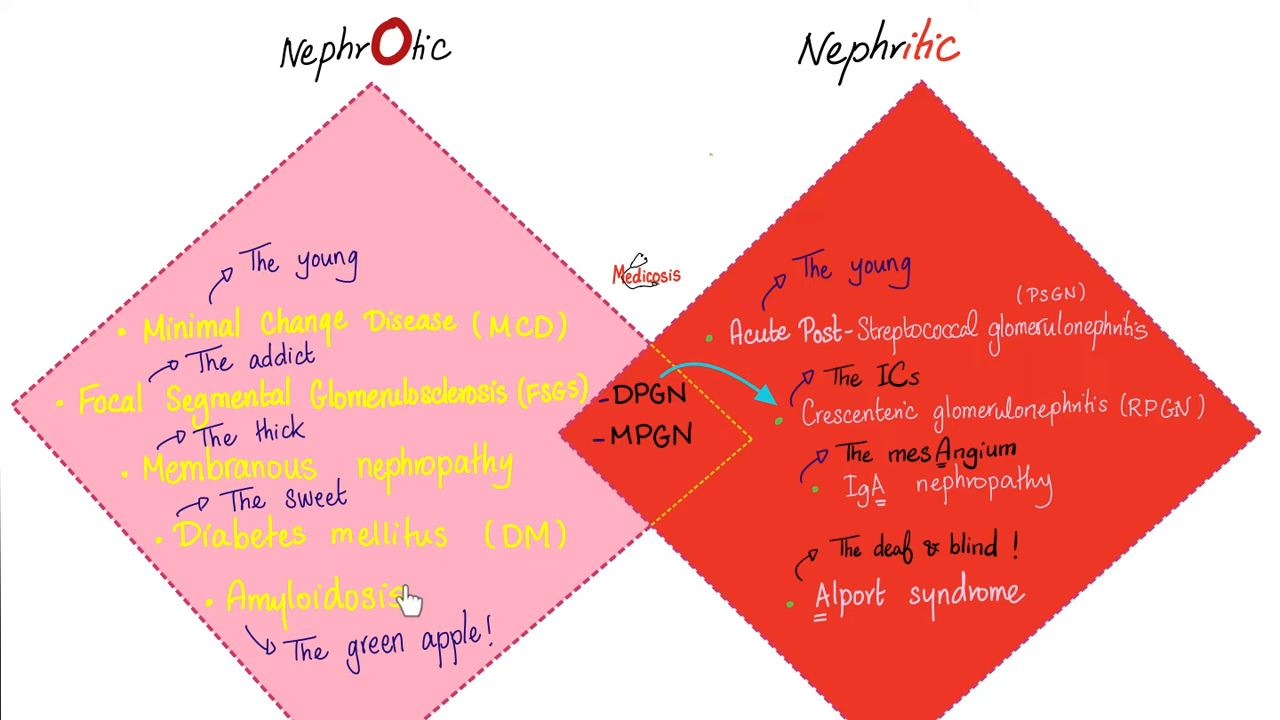 NephrOtic
The young
• Minimal Change Disease (MCD)
The addict
• Focal Segmental Glomerulosclerosis (FSGS)
The thick
• Membranous nephropathy
The sweet
• Diabetes mellitus (DM)
• Amyloidosis
The green apple!
Medicosis
- DPGN
- MPGN
Nephritic
The young
(PSGN)
• Acute Post-Streptococcal glomerulonephritis
The ICs
• Crescenteric glomerulonephritis (RPGN)
The mesAngium
• IgA nephropathy
The deaf & blind !
• Alport syndrome